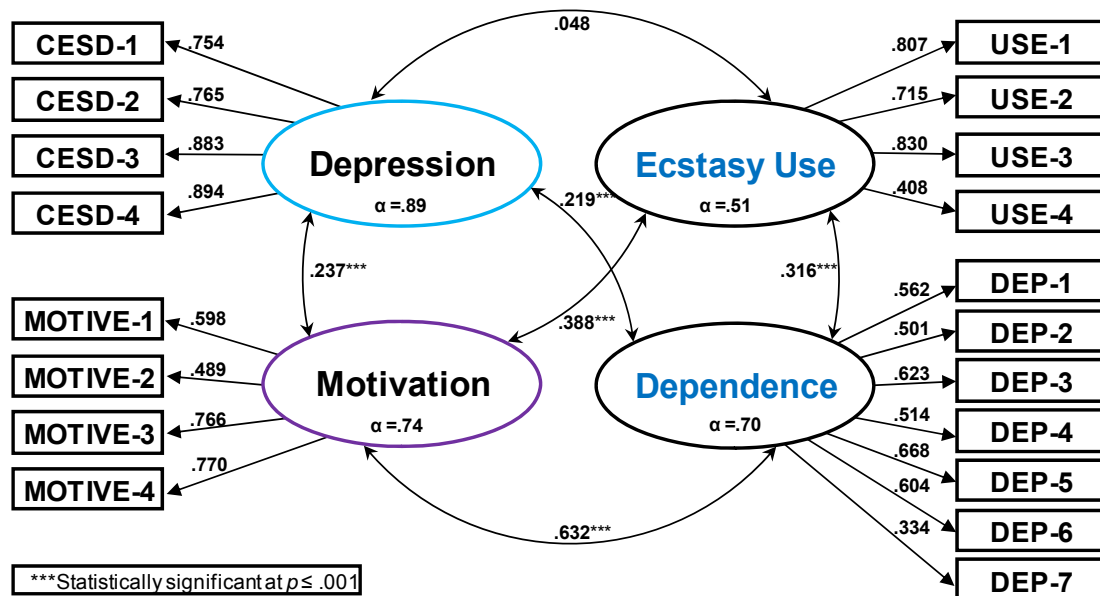 .048
CESD-1
.754
.807
USE-1
CESD-2
.765
.715
USE-2
CESD-3
.883
Depression
Ecstasy Use
.830
USE-3
CESD-4
.894
α =.89
.219***
α =.51
.408
USE-4
.237***
.316***
DEP-1
.562
MOTIVE-1
.598
.388***
.501
DEP-2
MOTIVE-2
.489
Motivation
Dependence
.623
DEP-3
MOTIVE-3
.766
α =.74
α =.70
.514
DEP-4
MOTIVE-4
.770
.668
DEP-5
.604
DEP-6
.632***
.334
DEP-7
***Statistically significant at p ≤ .001